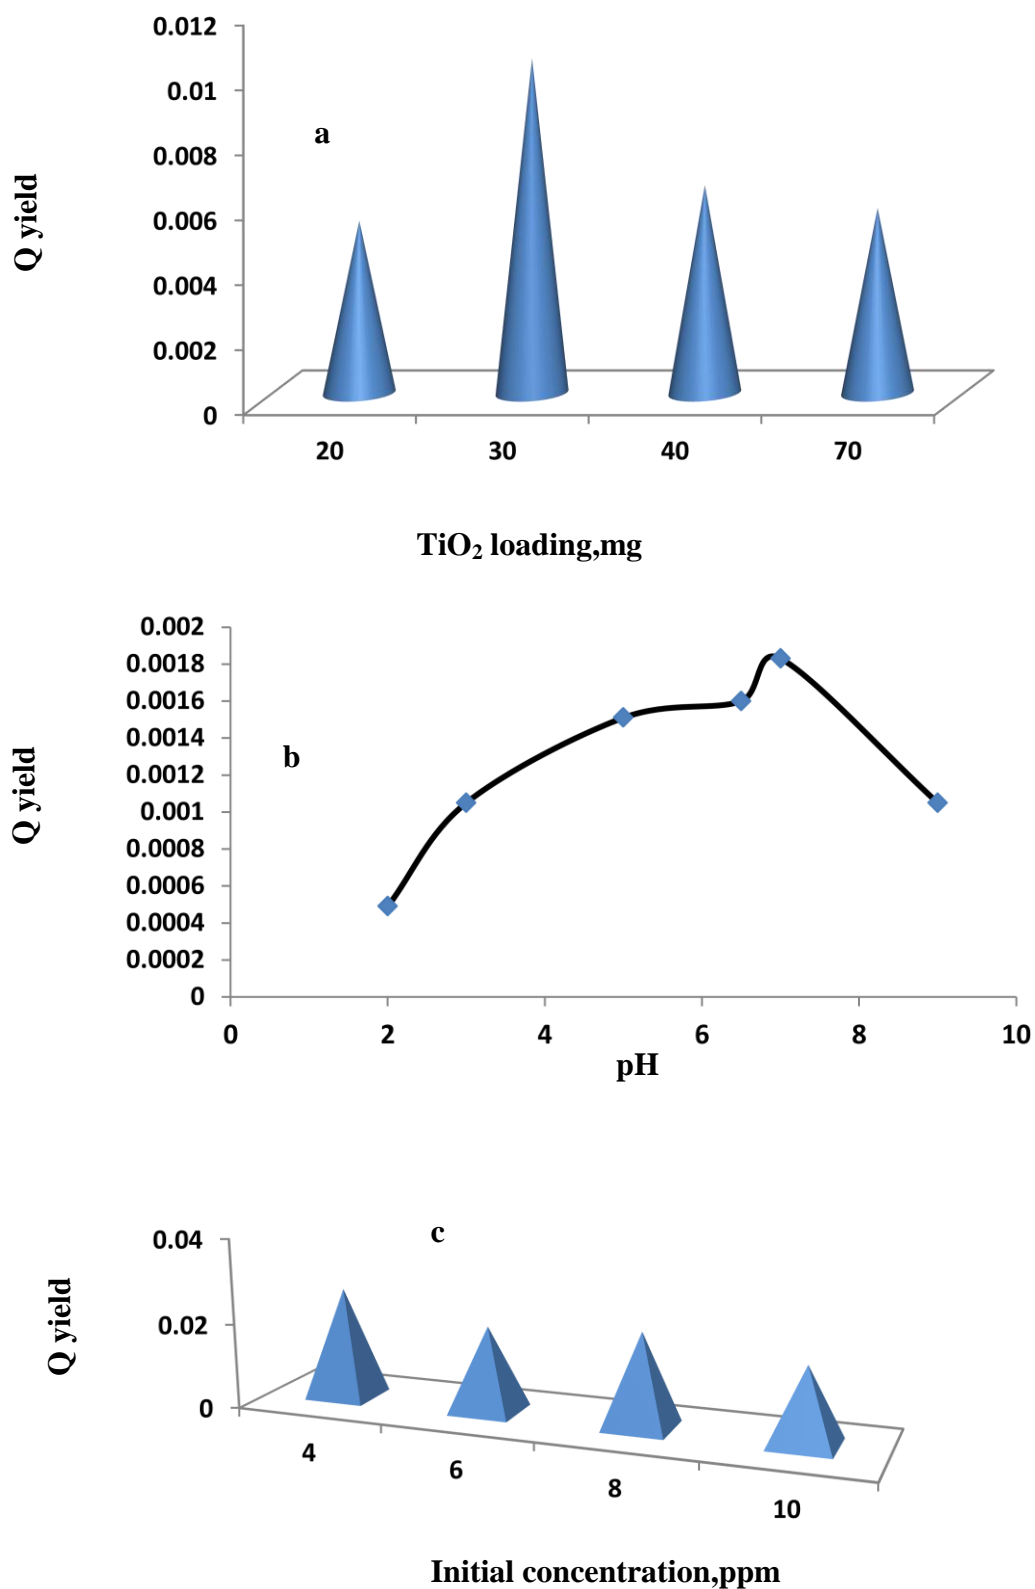 0.012
0.01
a
0.008
0.006
Q yield
0.004
0.002
0
20 30 40 70
TiO₂ loading,mg
0.002
0.0018
0.0016
0.0014
b
0.0012
Q yield
0.001
0.0008
0.0006
0.0004
0.0002
0
0 2 4 6 8 10
pH
c
0.04
Q yield
0.02
0
4
6
8
10
Initial concentration,ppm